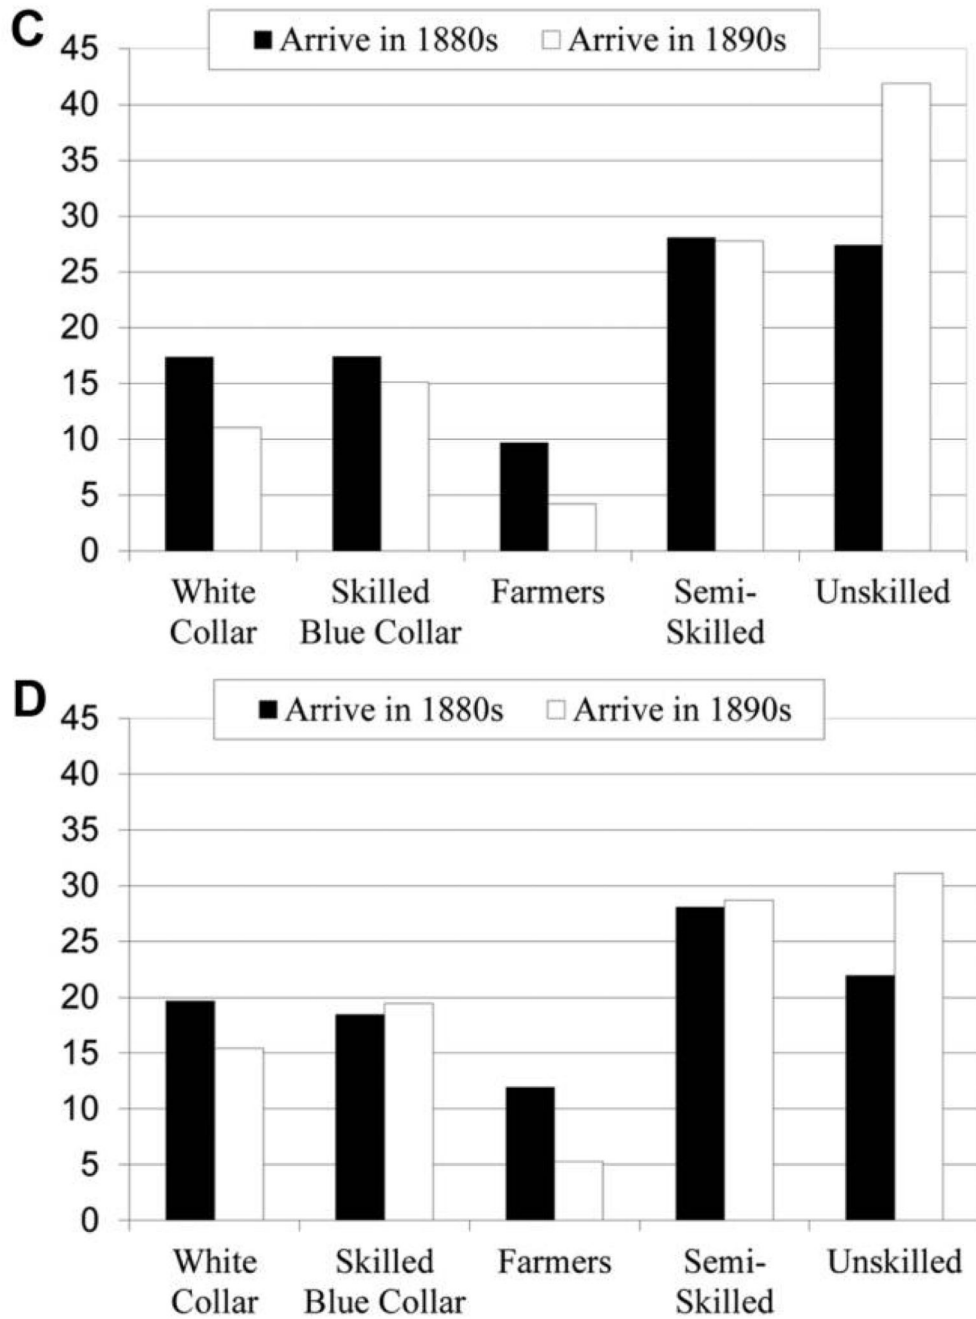 C
Arrive in 1880s Arrive in 1890s
45
40
35
30
25
20
15
10
5
0
White Collar
Skilled Blue Collar
Farmers
Semi-Skilled
Unskilled
D
Arrive in 1880s Arrive in 1890s
45
40
35
30
25
20
15
10
5
0
White Collar
Skilled Blue Collar
Farmers
Semi-Skilled
Unskilled